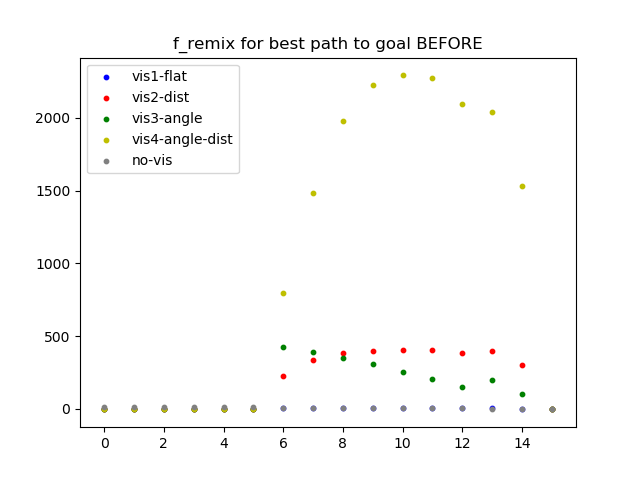 f_remix for best path to goal BEFORE
vis1-flat
vis2-dist
vis3-angle
vis4-angle-dist
no-vis
2000
1500
1000
500
0
0 2 4 6 8 10 12 14